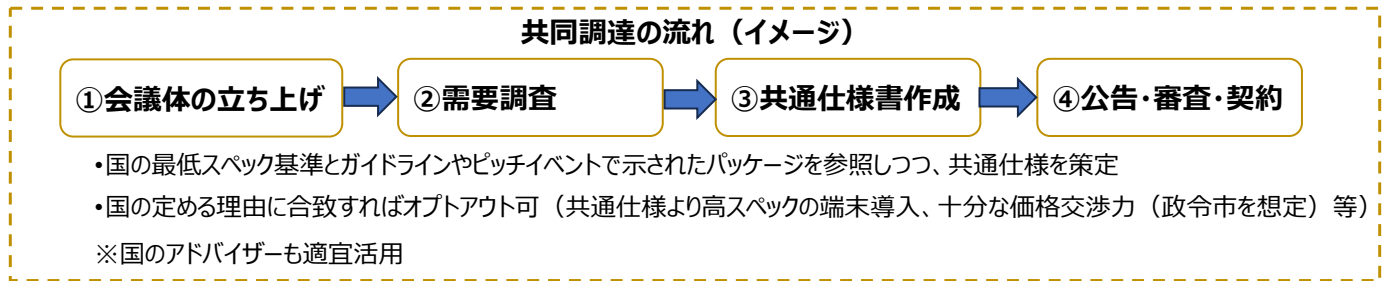 共同調達の流れ（イメージ）
①会議体の立ち上げ
②需要調査
③共通仕様書作成
④公告・審査・契約
•国の最低スペック基準とガイドラインやピッチイベントで示されたパッケージを参照しつつ、共通仕様を策定
•国の定める理由に合致すればオプトアウト可（共通仕様より高スペックの端末導入、十分な価格交渉力（政令市を想定）等）
※国のアドバイザーも適宜活用